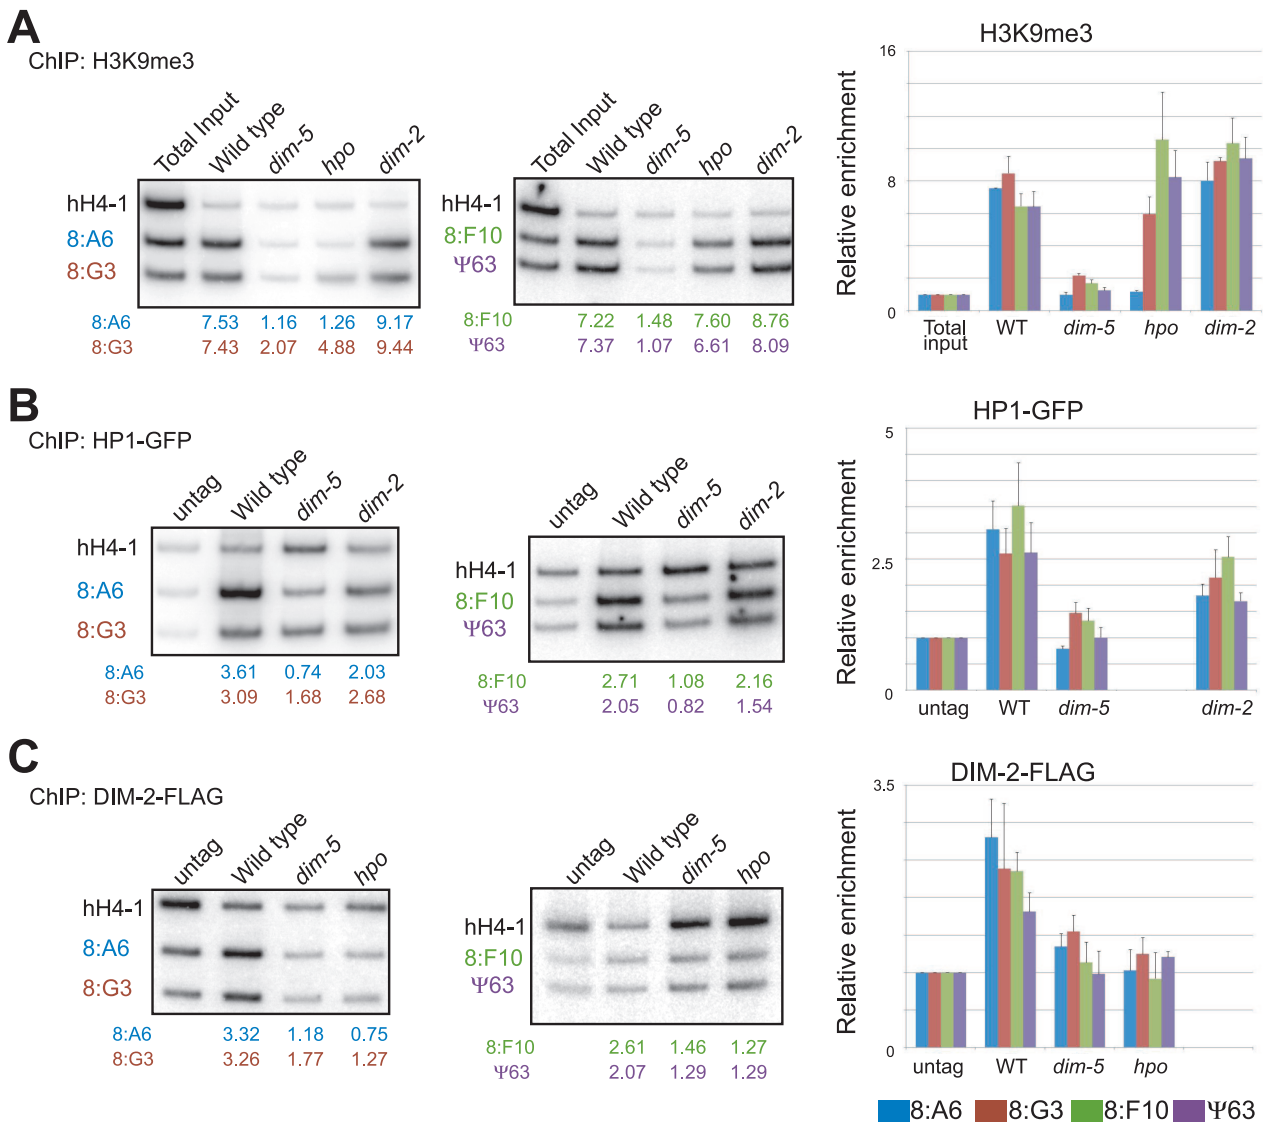 A
ChIP: H3K9me3
Total Input
Wild type
dim-5
hpo
dim-2
hH4-1
8:A6
8:G3
8:A6 7.53 1.16 1.26 9.17
8:G3 7.43 2.07 4.88 9.44
Total Input
Wild type
dim-5
hpo
dim-2
hH4-1
8:F10
Ψ63
8:F10 7.22 1.48 7.60 8.76
Ψ63 7.37 1.07 6.61 8.09
H3K9me3
Relative enrichment
16
8
0
Total input
WT
dim-5
hpo
dim-2
B
ChIP: HP1-GFP
untag
Wild type
dim-5
dim-2
hH4-1
8:A6
8:G3
8:A6 3.61 0.74 2.03
8:G3 3.09 1.68 2.68
untag
Wild type
dim-5
dim-2
hH4-1
8:F10
Ψ63
8:F10 2.71 1.08 2.16
Ψ63 2.05 0.82 1.54
HP1-GFP
Relative enrichment
5
2.5
0
untag
WT
dim-5
dim-2
C
ChIP: DIM-2-FLAG
untag
Wild type
dim-5
hpo
hH4-1
8:A6
8:G3
8:A6 3.32 1.18 0.75
8:G3 3.26 1.77 1.27
untag
Wild type
dim-5
hpo
hH4-1
8:F10
Ψ63
8:F10 2.61 1.46 1.27
Ψ63 2.07 1.29 1.29
DIM-2-FLAG
Relative enrichment
3.5
0
untag
WT
dim-5
hpo
8:A6 8:G3 8:F10 Ψ63